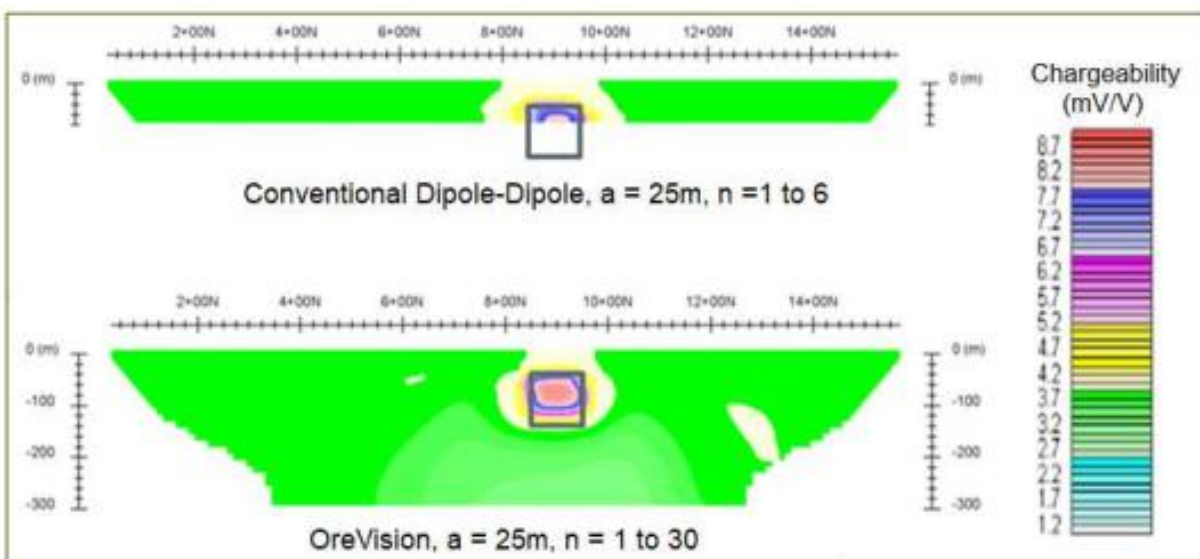 2+00N 4+00N 6+00N 8+00N 10+00N 12+00N 14+00N
0 (m) 0 (m)
Conventional Dipole-Dipole, a = 25m, n =1 to 6
2+00N 4+00N 6+00N 8+00N 10+00N 12+00N 14+00N
0 (m) 0 (m)
-100 -100
-200 -200
-300 -300
OreVision, a = 25m, n = 1 to 30
Chargeability
(mV/V)
8.7
8.2
7.7
7.2
6.7
6.2
5.7
5.2
4.7
4.2
3.7
3.2
2.7
2.2
1.7
1.2